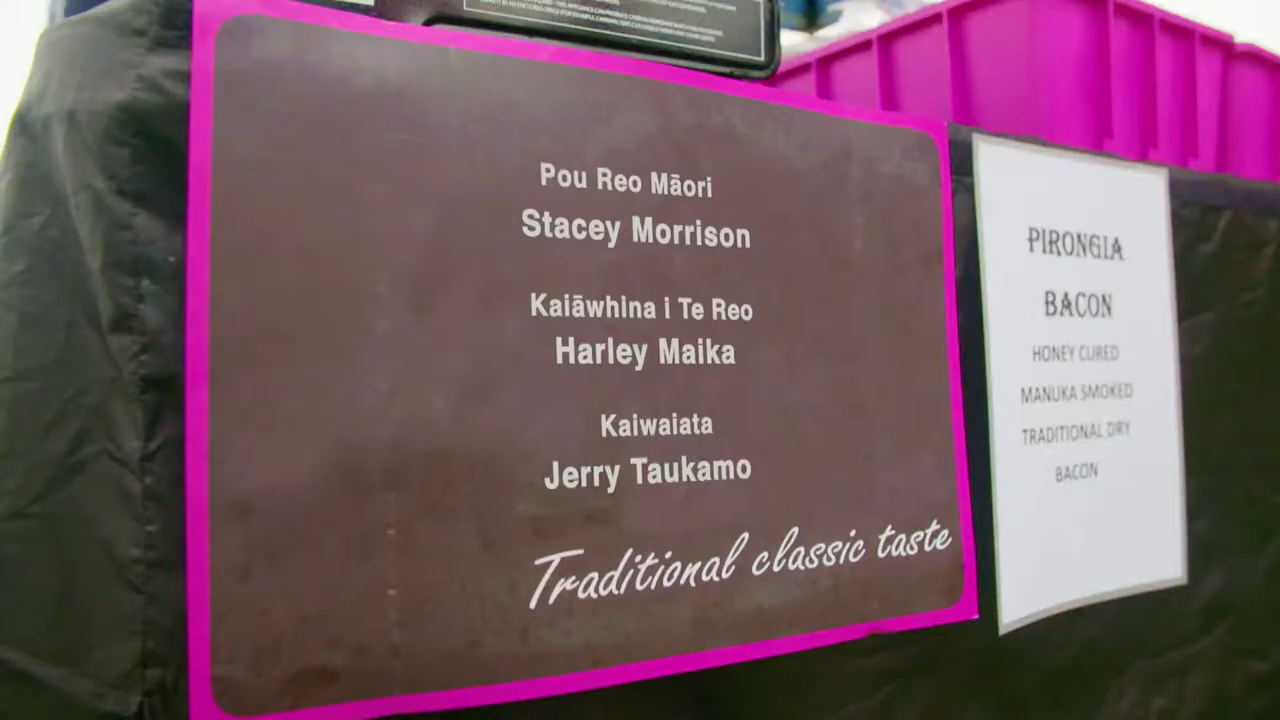 Pou Reo Māori
Stacey Morrison
Kaiāwhina i Te Reo
Harley Maika
Kaiwaiata
Jerry Taukamo
Traditional classic taste
PIRONGIA
BACON
HONEY CURED
MANUKA SMOKED
TRADITIONAL DRY
BACON